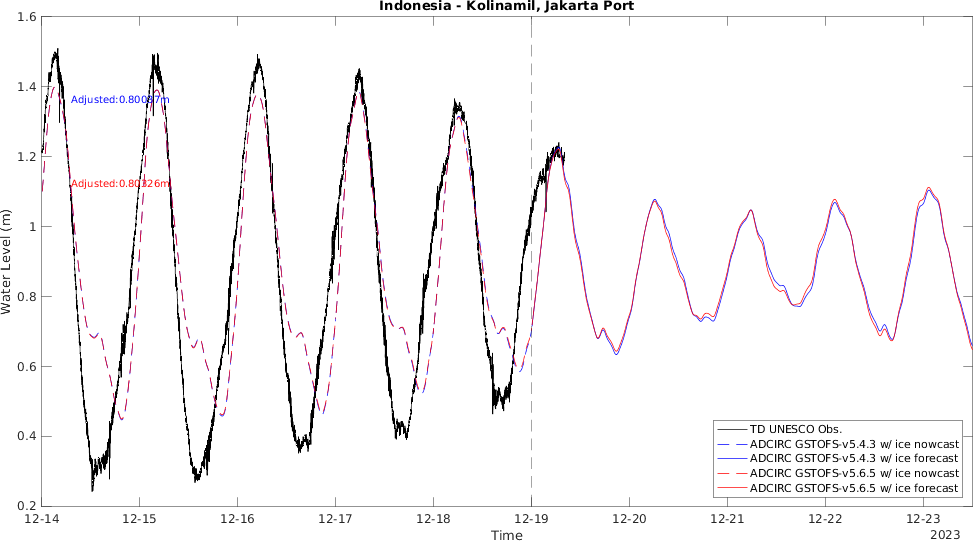 Indonesia - Kolinamil, Jakarta Port
1.6
1.4
1.2
1
0.8
0.6
0.4
0.2
Water Level (m)
Adjusted:0.80087m
Adjusted:0.80326m
TD UNESCO Obs.
ADCIRC GSTOFS-v5.4.3 w/ ice nowcast
ADCIRC GSTOFS-v5.4.3 w/ ice forecast
ADCIRC GSTOFS-v5.6.5 w/ ice nowcast
ADCIRC GSTOFS-v5.6.5 w/ ice forecast
12-14 12-15 12-16 12-17 12-18 12-19 12-20 12-21 12-22 12-23
Time
2023